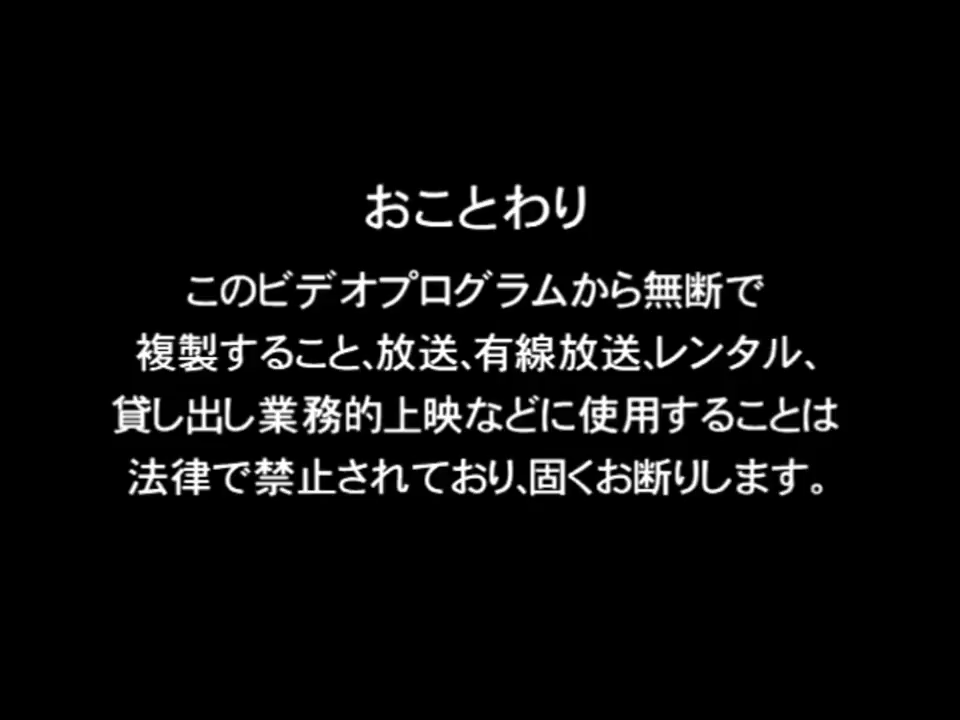 おことわり
このビデオプログラムから無断で
複製すること、放送、有線放送、レンタル、
貸し出し業務的上映などに使用することは
法律で禁止されており、固くお断りします。